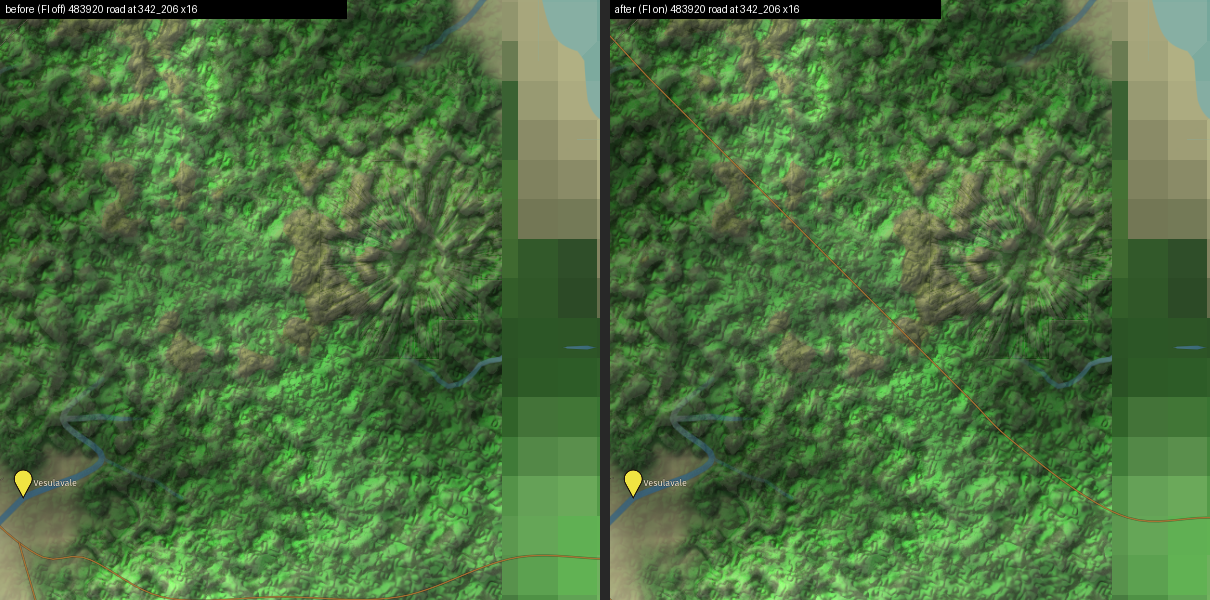 before (FI off) 483920 road at 342_206 x16
after (FI on) 483920 road at 342_206 x16
Vesulavale
Vesulavale